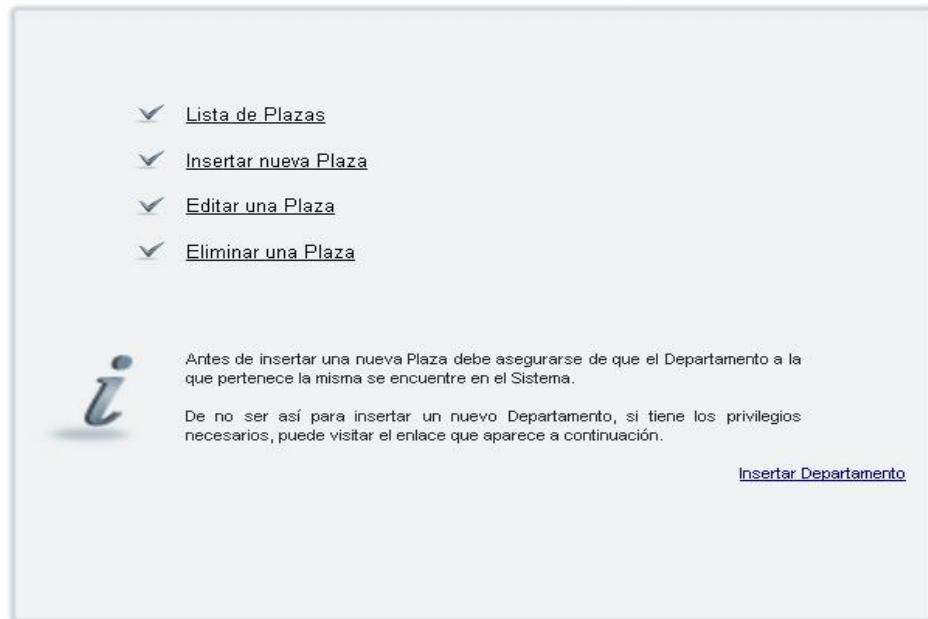 Lista de Plazas
Insertar nueva Plaza
Editar una Plaza
Eliminar una Plaza
Antes de insertar una nueva Plaza debe asegurarse de que el Departamento a la
que pertenece la misma se encuentre en el Sistema.
De no ser así para insertar un nuevo Departamento, si tiene los privilegios
necesarios, puede visitar el enlace que aparece a continuación.
Insertar Departamento